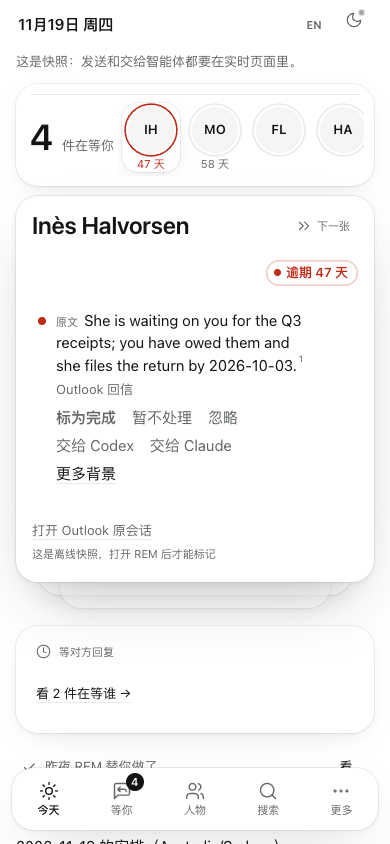 11月19日 周四
EN
这是快照：发送和交给智能体都要在实时页面里。
4 件在等你
IH
MO
FL
HA
47 天
58 天
Inès Halvorsen
下一张
逾期 47 天
原文 She is waiting on you for the Q3
receipts; you have owed them and
she files the return by 2026-10-03. 1
Outlook 回信
标为完成 暂不处理 忽略
交给 Codex 交给 Claude
更多背景
打开 Outlook 原会话
这是离线快照，打开 REM 后才能标记
等对方回复
看 2 件在等谁 →
昨夜 REM 替你做了
看
4
今天
等你
人物
搜索
更多